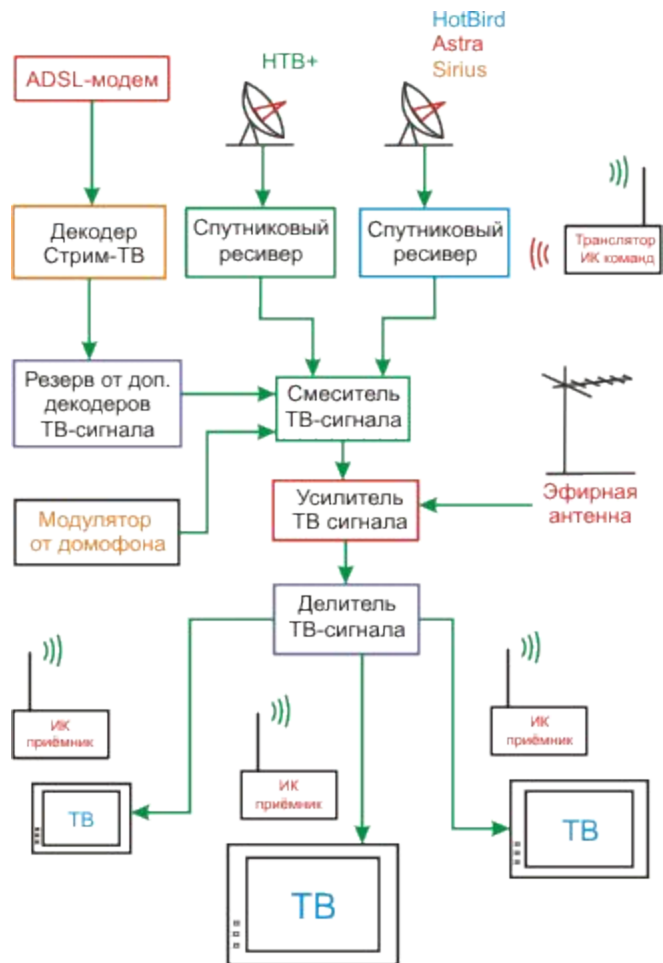 HotBird
Astra
Sirius
НТВ+
ADSL-модем
Декодер
Стрим-ТВ
Спутниковый
ресивер
Спутниковый
ресивер
Транслятор
ИК команд
Резерв от доп.
декодеров
ТВ-сигнала
Смеситель
ТВ-сигнала
Модулятор
от домофона
Усилитель
ТВ сигнала
Эфирная
антенна
Делитель
ТВ-сигнала
ИК
приёмник
ИК
приёмник
ИК
приёмник
ТВ
ТВ
ТВ